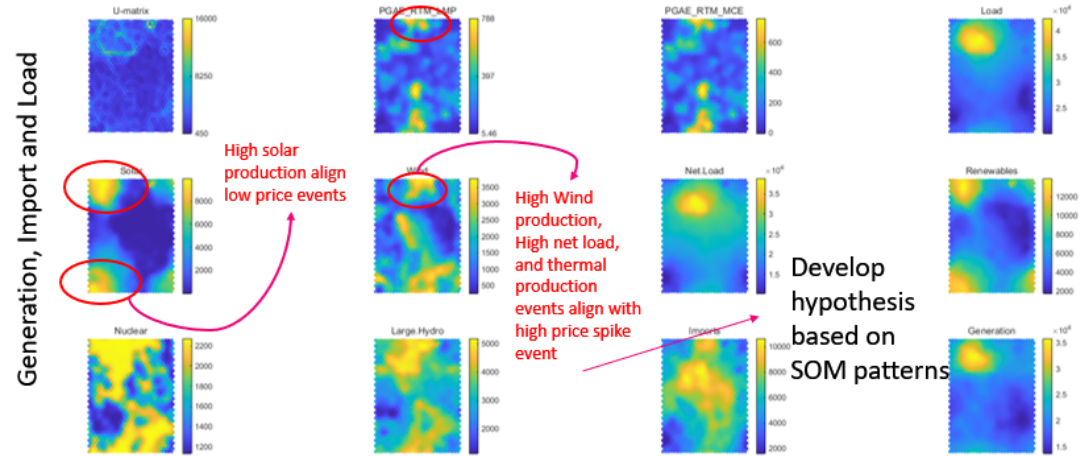 Generation, Import and Load
U-matrix
16000
8250
450
PGAE_RTM_LMP
788
397
5.46
PGAE_RTM_MCE
600
400
200
0
Load
×10⁴
4
3.5
3
2.5
Solar
8000
6000
4000
2000
High solar
production align
low price events
Wind
3500
3000
2500
2000
1500
1000
500
High Wind
production,
High net load,
and thermal
production
events align with
high price spike
event
Net.Load
×10⁴
3.5
3
2.5
2
1.5
Develop
hypothesis
based on
SOM patterns
Renewables
12000
10000
8000
6000
4000
2000
Nuclear
2200
2000
1800
1600
1400
1200
Large.Hydro
5000
4000
3000
2000
Imports
10000
8000
6000
4000
2000
Generation
×10⁴
3.5
3
2.5
2
1.5